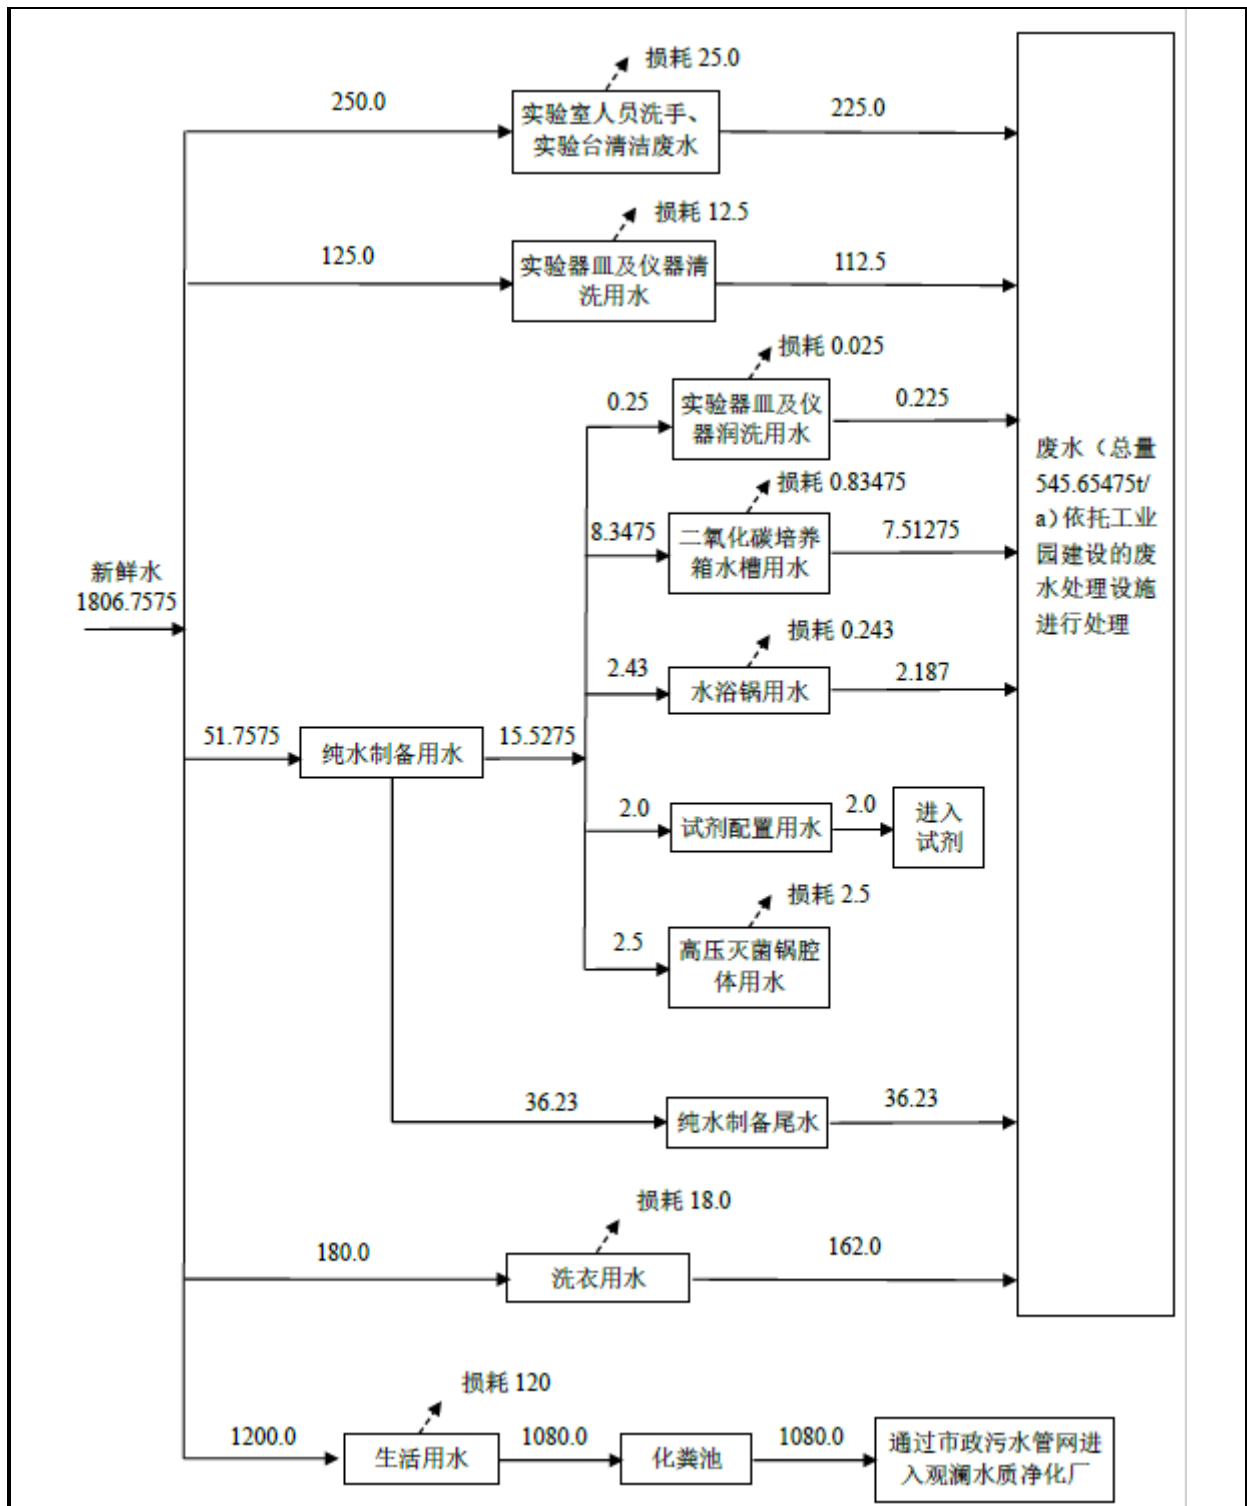 损耗 25.0
250.0
实验室人员洗手、
实验台清洁废水
225.0
损耗 12.5
125.0
实验器皿及仪器清
洗用水
112.5
损耗 0.025
0.25
实验器皿及仪
器润洗用水
0.225
损耗 0.83475
8.3475
二氧化碳培养
箱水槽用水
7.51275
废水（总量
545.65475t/
a）依托工业
园建设的废
水处理设施
进行处理
新鲜水
1806.7575
损耗 0.243
2.43
水浴锅用水
2.187
51.7575
纯水制备用水
15.5275
2.0
试剂配置用水
2.0
进入
试剂
损耗 2.5
2.5
高压灭菌锅腔
体用水
36.23
纯水制备尾水
36.23
损耗 18.0
180.0
洗衣用水
162.0
损耗 120
1200.0
生活用水
1080.0
化粪池
1080.0
通过市政污水管网进
入观澜水质净化厂